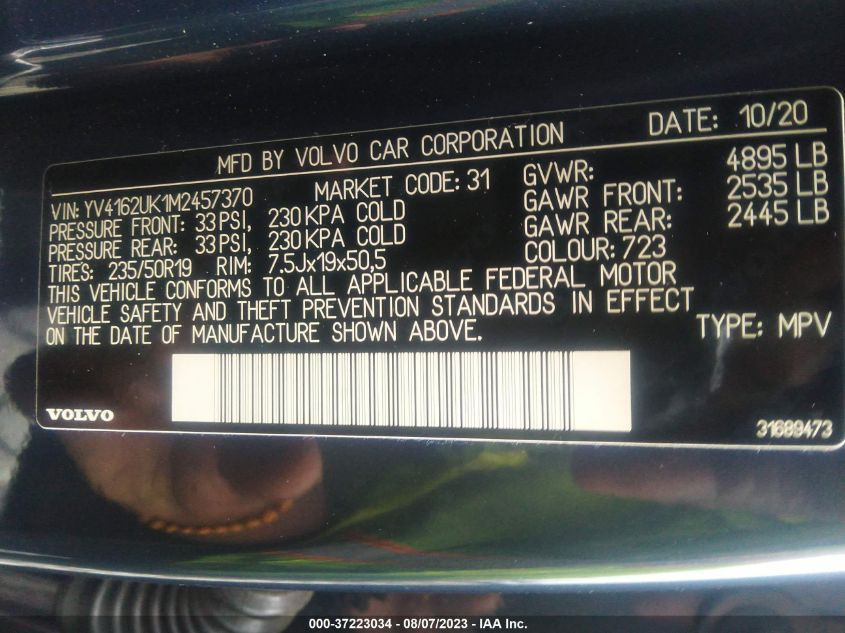 MFD BY VOLVO CAR CORPORATION DATE: 10/20
VIN: YV4162UK1M2457370 MARKET CODE: 31 GVWR: 4895 LB
PRESSURE FRONT: 33 PSI, 230 KPA COLD GAWR FRONT: 2535 LB
PRESSURE REAR: 33 PSI, 230 KPA COLD GAWR REAR: 2445 LB
TIRES: 235/50R19 RIM: 7.5Jx19x50,5 COLOUR: 723
THIS VEHICLE CONFORMS TO ALL APPLICABLE FEDERAL MOTOR
VEHICLE SAFETY AND THEFT PREVENTION STANDARDS IN EFFECT
ON THE DATE OF MANUFACTURE SHOWN ABOVE. TYPE: MPV
VOLVO 31689473
000-37223034 - 08/07/2023 - IAA Inc.